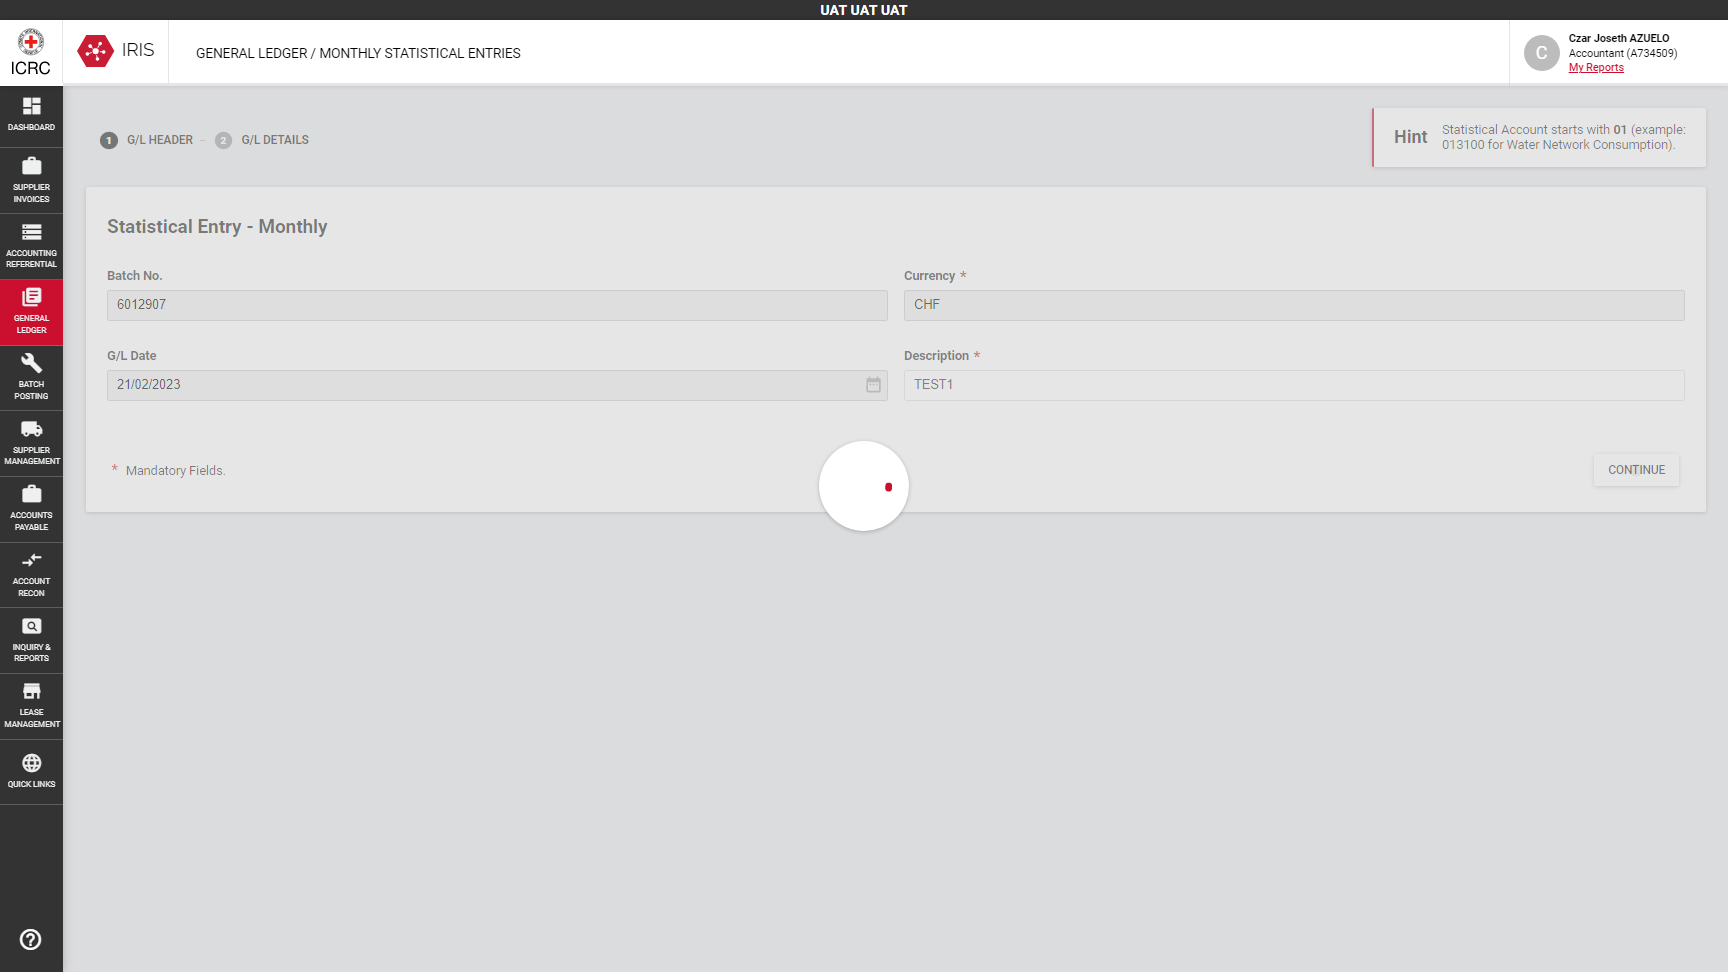 UAT UAT UAT
ICRC
IRIS
GENERAL LEDGER / MONTHLY STATISTICAL ENTRIES
C
Czar Joseth AZUELO
Accountant (A734509)
My Reports
DASHBOARD
SUPPLIER
INVOICES
ACCOUNTING
REFERENTIAL
GENERAL
LEDGER
BATCH
POSTING
SUPPLIER
MANAGEMENT
ACCOUNTS
PAYABLE
ACCOUNT
RECON
INQUIRY &
REPORTS
LEASE
MANAGEMENT
QUICK LINKS
1 G/L HEADER - 2 G/L DETAILS
Hint
Statistical Account starts with 01 (example:
013100 for Water Network Consumption).
Statistical Entry - Monthly
Batch No.
6012907
Currency *
CHF
G/L Date
21/02/2023
Description *
TEST1
* Mandatory Fields.
CONTINUE